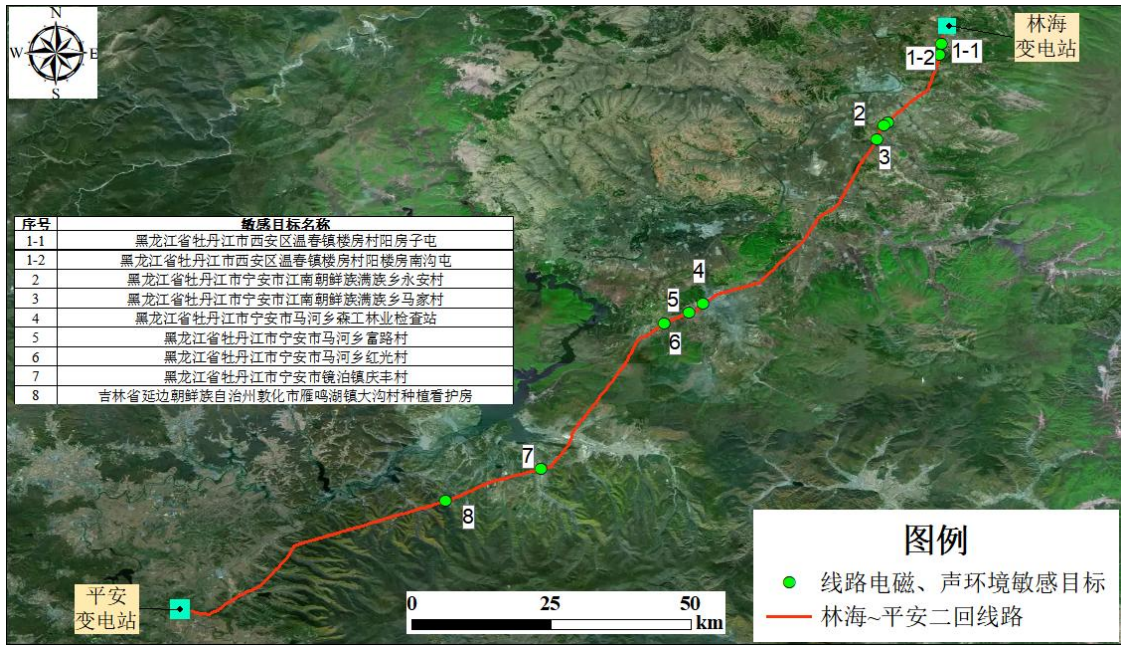 N
W
E
S
林海
变电站
1-1
1-2
2
3
序号 敏感目标名称
1-1 黑龙江省牡丹江市西安区温春镇楼房村阳房子屯
1-2 黑龙江省牡丹江市西安区温春镇楼房村阳楼房南沟屯
2 黑龙江省牡丹江市宁安市江南朝鲜族满族乡永安村
3 黑龙江省牡丹江市宁安市江南朝鲜族满族乡马家村
4 黑龙江省牡丹江市宁安市马河乡森工林业检查站
5 黑龙江省牡丹江市宁安市马河乡富路村
6 黑龙江省牡丹江市宁安市马河乡红光村
7 黑龙江省牡丹江市宁安市镜泊镇庆丰村
8 吉林省延边朝鲜族自治州敦化市雁鸣湖镇大沟村种植看护房
4
5
6
7
8
平安
变电站
0 25 50
km
图例
线路电磁、声环境敏感目标
林海~平安二回线路